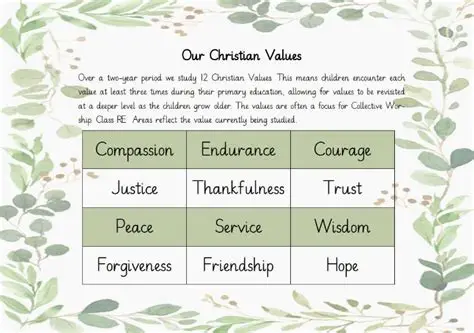 Our Christian Values
Over a two-year period we study 12 Christian Values. This means children encounter each
value at least three times during their primary education, allowing for values to be revisited
at a deeper level as the children grow older. The values are often a focus for Collective Wor-
ship. Class RE Areas reflect the value currently being studied.
Compassion Endurance Courage
Justice Thankfulness Trust
Peace Service Wisdom
Forgiveness Friendship Hope